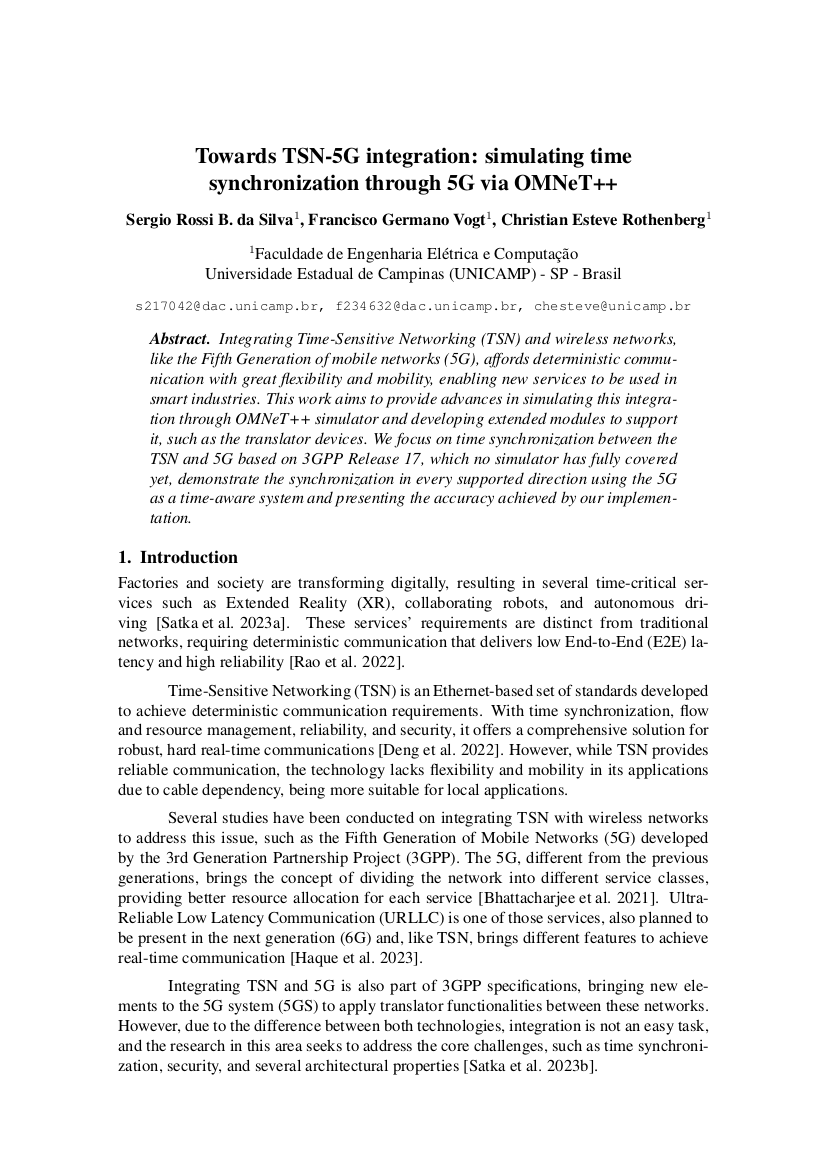 Towards TSN-5G integration: simulating time
synchronization through 5G via OMNeT++
Sergio Rossi B. da Silva1, Francisco Germano Vogt1, Christian Esteve Rothenberg1
1Faculdade de Engenharia Elétrica e Computação
Universidade Estadual de Campinas (UNICAMP) - SP - Brasil
s217042@dac.unicamp.br, f234632@dac.unicamp.br, chesteve@unicamp.br
Abstract. Integrating Time-Sensitive Networking (TSN) and wireless networks,
like the Fifth Generation of mobile networks (5G), affords deterministic commu-
nication with great flexibility and mobility, enabling new services to be used in
smart industries. This work aims to provide advances in simulating this integra-
tion through OMNeT++ simulator and developing extended modules to support
it, such as the translator devices. We focus on time synchronization between the
TSN and 5G based on 3GPP Release 17, which no simulator has fully covered
yet, demonstrate the synchronization in every supported direction using the 5G
as a time-aware system and presenting the accuracy achieved by our implemen-
tation.
1. Introduction
Factories and society are transforming digitally, resulting in several time-critical ser-
vices such as Extended Reality (XR), collaborating robots, and autonomous dri-
ving [Satka et al. 2023a]. These services' requirements are distinct from traditional
networks, requiring deterministic communication that delivers low End-to-End (E2E) la-
tency and high reliability [Rao et al. 2022].
Time-Sensitive Networking (TSN) is an Ethernet-based set of standards developed
to achieve deterministic communication requirements. With time synchronization, flow
and resource management, reliability, and security, it offers a comprehensive solution for
robust, hard real-time communications [Deng et al. 2022]. However, while TSN provides
reliable communication, the technology lacks flexibility and mobility in its applications
due to cable dependency, being more suitable for local applications.
Several studies have been conducted on integrating TSN with wireless networks
to address this issue, such as the Fifth Generation of Mobile Networks (5G) developed
by the 3rd Generation Partnership Project (3GPP). The 5G, different from the previous
generations, brings the concept of dividing the network into different service classes,
providing better resource allocation for each service [Bhattacharjee et al. 2021]. Ultra-
Reliable Low Latency Communication (URLLC) is one of those services, also planned to
be present in the next generation (6G) and, like TSN, brings different features to achieve
real-time communication [Haque et al. 2023].
Integrating TSN and 5G is also part of 3GPP specifications, bringing new ele-
ments to the 5G system (5GS) to apply translator functionalities between these networks.
However, due to the difference between both technologies, integration is not an easy task,
and the research in this area seeks to address the core challenges, such as time synchroni-
zation, security, and several architectural properties [Satka et al. 2023b].